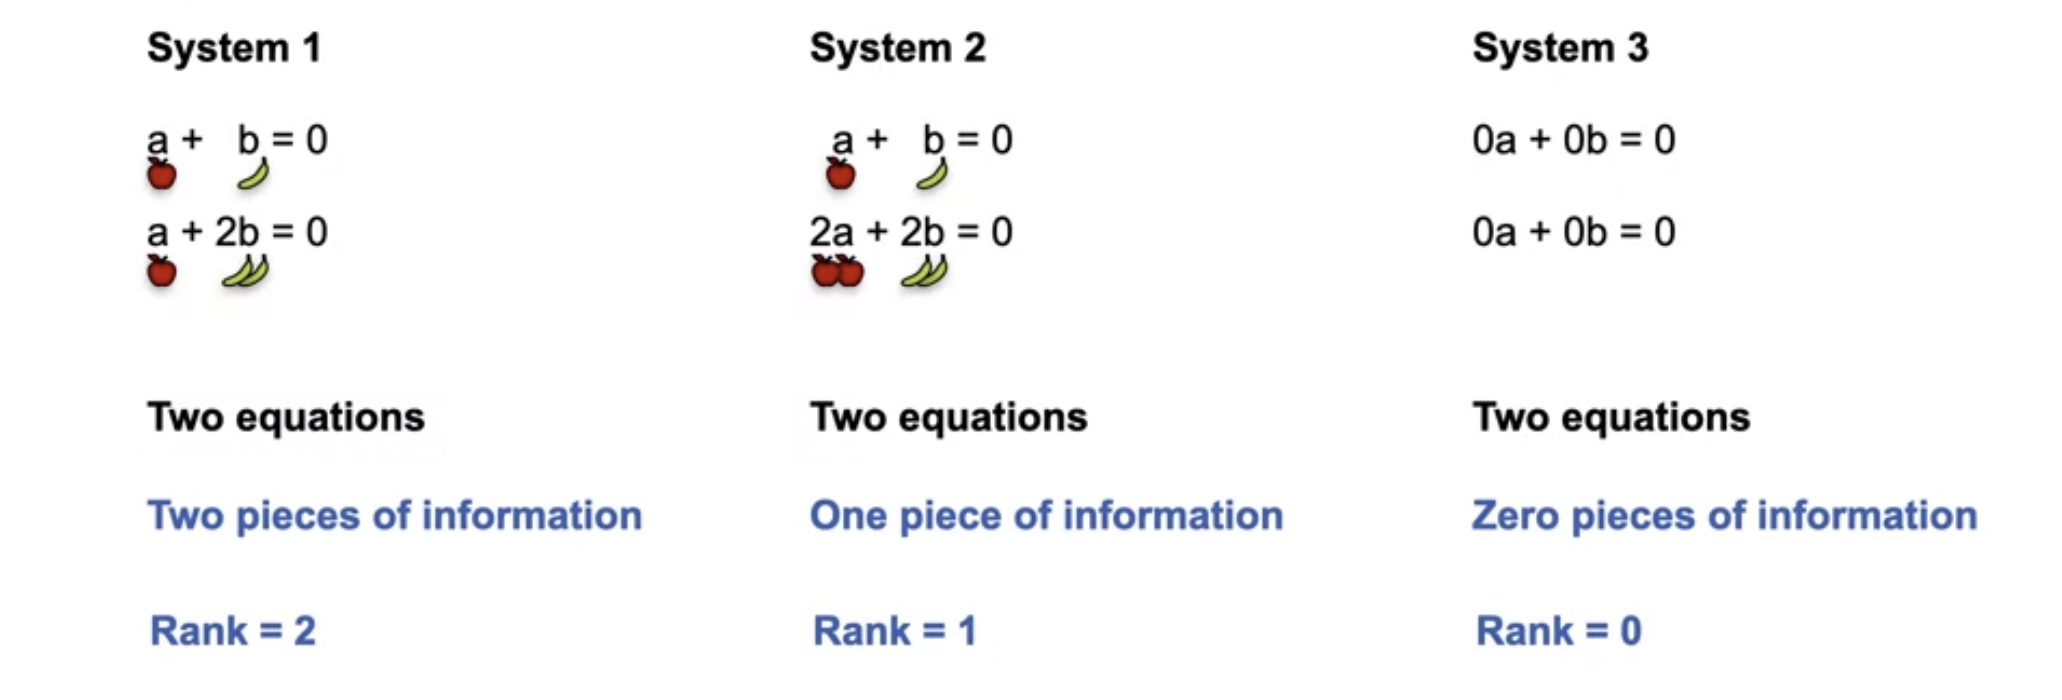 System 1
a + b = 0
a + 2b = 0
Two equations
Two pieces of information
Rank = 2
System 2
a + b = 0
2a + 2b = 0
Two equations
One piece of information
Rank = 1
System 3
0a + 0b = 0
0a + 0b = 0
Two equations
Zero pieces of information
Rank = 0